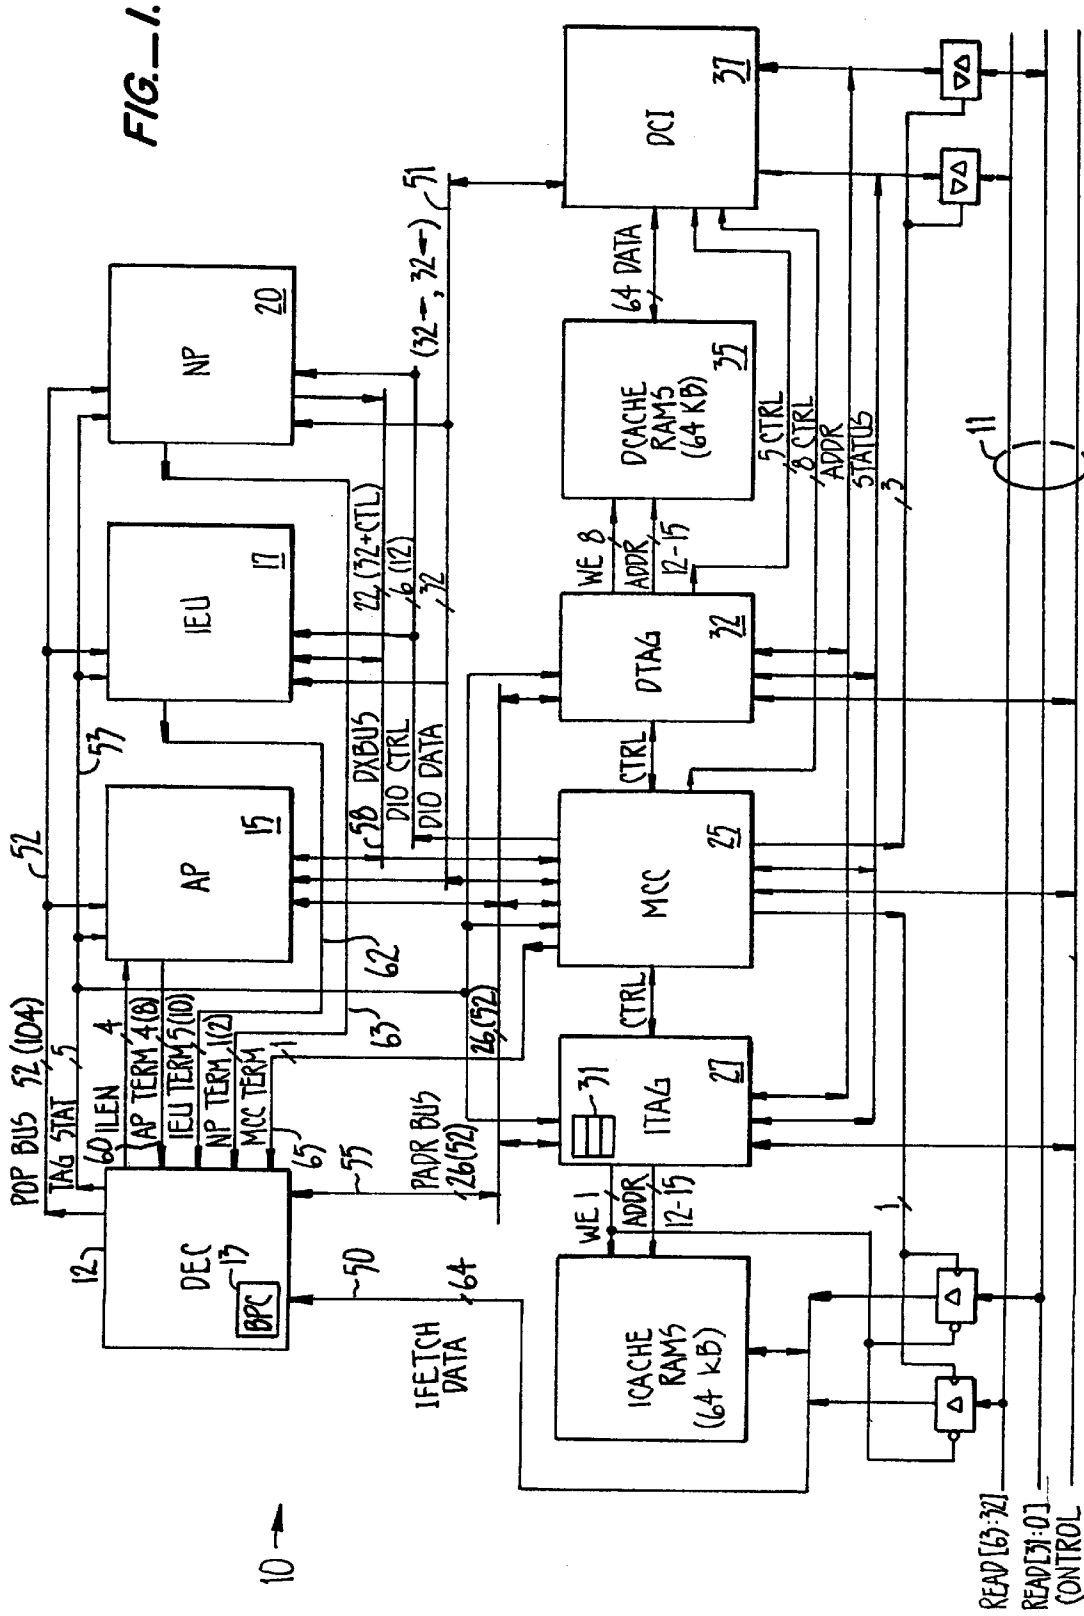 FIG._1.
10
POP BUS 52 (104)
TAG STAT 5
52
53
12
DEC
13
BPC
60 ILEN 4
AP TERM 4(8)
IEU TERM 5(10)
NP TERM 1(2)
MCC TERM 1
65
63
62
AP
15
IEU
17
NP
20
58 DXBUS 22 (32+CTL)
DIO CTRL 6 (12)
DIO DATA 32
(32→, 32←)
51
IFETCH
DATA
50
64
55
PADR BUS
26(52)
26(52)
ICACHE
RAMS
(64 KB)
WE 1
ADDR
12-15
31
ITAG
27
CTRL
MCC
25
CTRL
DTAG
32
WE 8
ADDR
12-15
DCACHE
RAMS
(64 KB)
35
64 DATA
DCI
37
5 CTRL
8 CTRL
ADDR
STATUS
3
1
11
READ [63:32]
READ [31:0]
CONTROL